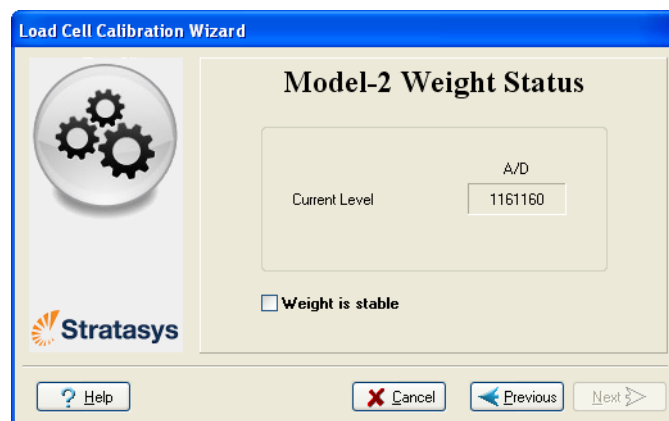 Load Cell Calibration Wizard
Model-2 Weight Status
A/D
Current Level 1161160
Weight is stable
Stratasys
? Help
Cancel
Previous
Next